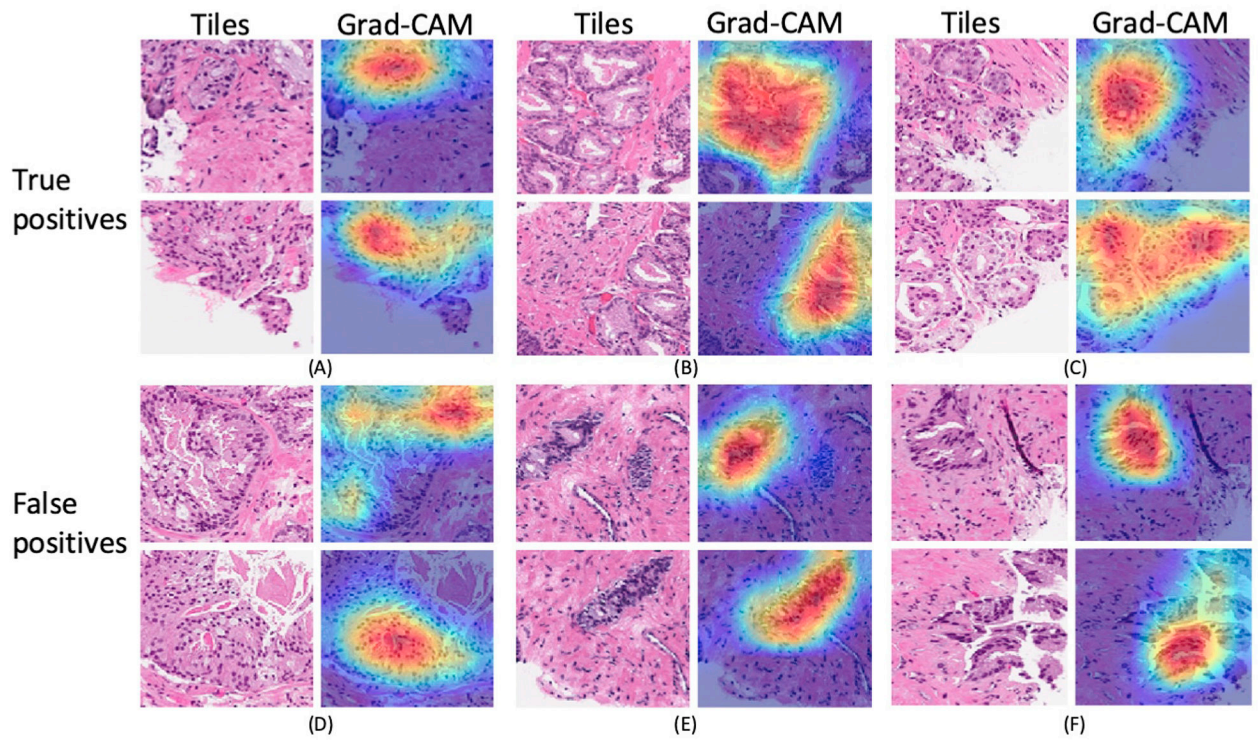 Tiles Grad-CAM Tiles Grad-CAM Tiles Grad-CAM
True
positives
(A) (B) (C)
False
positives
(D) (E) (F)